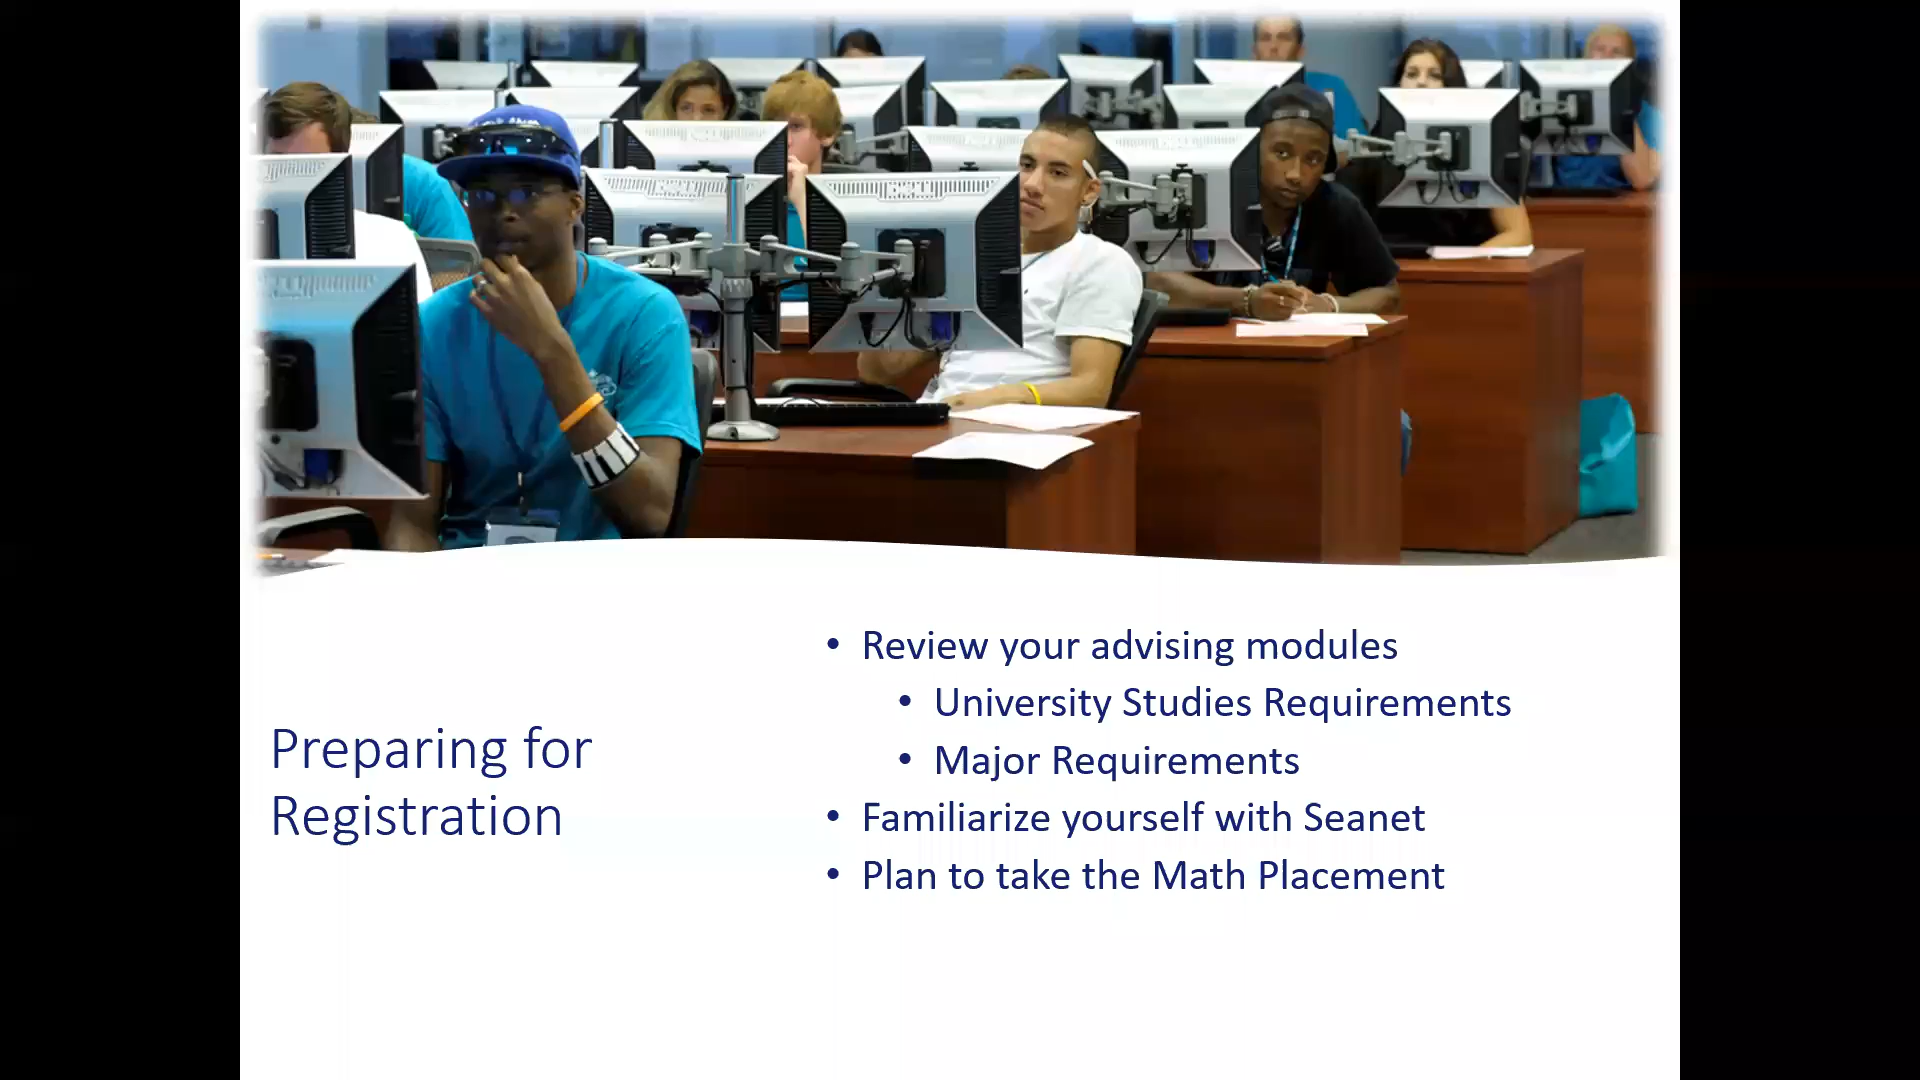 Preparing for
Registration
• Review your advising modules
• University Studies Requirements
• Major Requirements
• Familiarize yourself with Seanet
• Plan to take the Math Placement